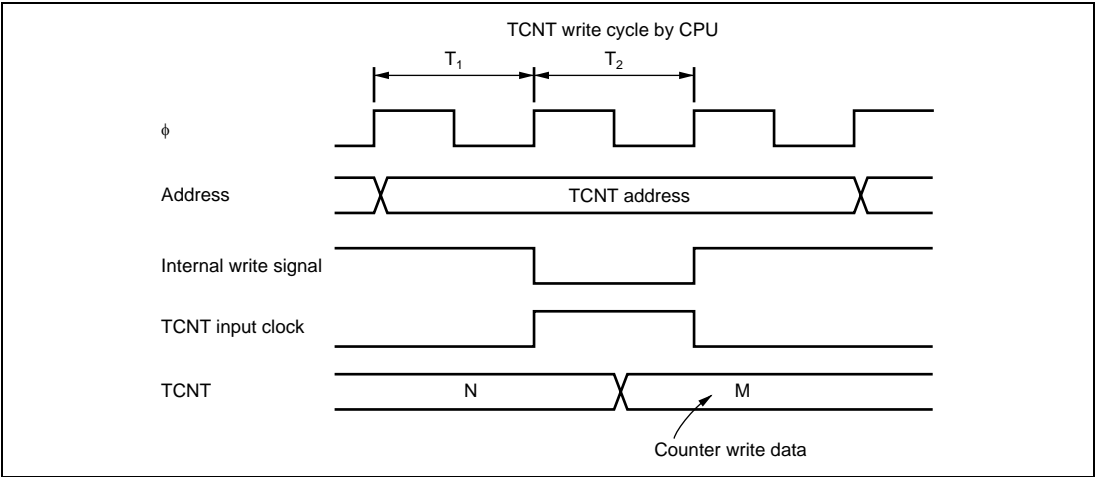 TCNT write cycle by CPU
T₁ T₂
ϕ
Address TCNT address
Internal write signal
TCNT input clock
TCNT N M
Counter write data